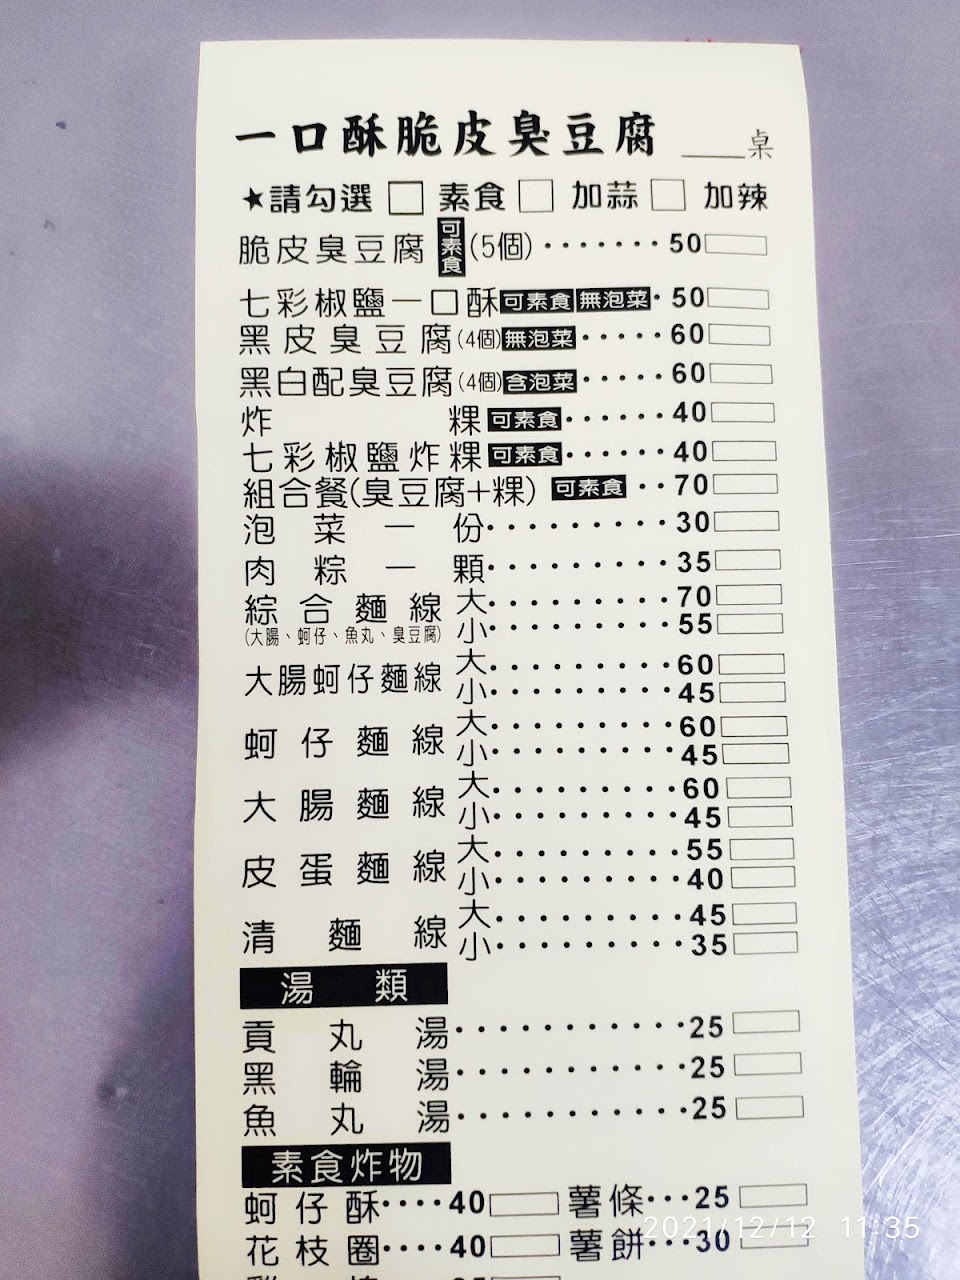 一口酥脆皮臭豆腐 ___桌
★請勾選 □ 素食 □ 加蒜 □ 加辣
脆皮臭豆腐 可素食 (5個)·······50
七彩椒鹽一口酥 可素食 無泡菜·50
黑皮臭豆腐(4個) 無泡菜·····60
黑白配臭豆腐(4個) 含泡菜·····60
炸粿 可素食······40
七彩椒鹽炸粿 可素食······40
組合餐(臭豆腐+粿) 可素食··70
泡菜一份·········30
肉粽一顆·········35
綜合麵線 大·········70
(大腸、蚵仔、魚丸、臭豆腐) 小·········55
大腸蚵仔麵線 大·········60
小·········45
蚵仔麵線 大·········60
小·········45
大腸麵線 大·········60
小·········45
皮蛋麵線 大·········55
小·········40
清麵線 大·········45
小·········35
湯類
貢丸湯···········25
黑輪湯···········25
魚丸湯···········25
素食炸物
蚵仔酥····40 薯條···25
花枝圈····40 薯餅···30
2021/12/12 11:35